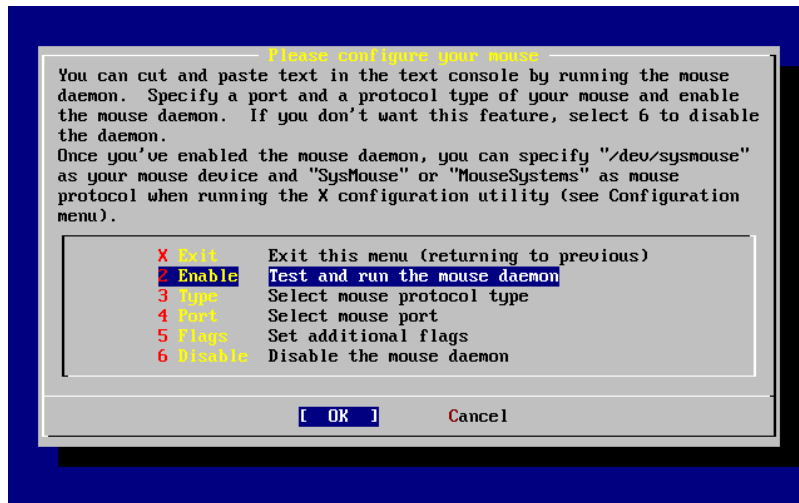 Please configure your mouse
You can cut and paste text in the text console by running the mouse
daemon.  Specify a port and a protocol type of your mouse and enable
the mouse daemon.  If you don't want this feature, select 6 to disable
the daemon.
Once you've enabled the mouse daemon, you can specify "/dev/sysmouse"
as your mouse device and "SysMouse" or "MouseSystems" as mouse
protocol when running the X configuration utility (see Configuration
menu).
X Exit Exit this menu (returning to previous)
2 Enable Test and run the mouse daemon
3 Type Select mouse protocol type
4 Port Select mouse port
5 Flags Set additional flags
6 Disable Disable the mouse daemon
[ OK ] Cancel